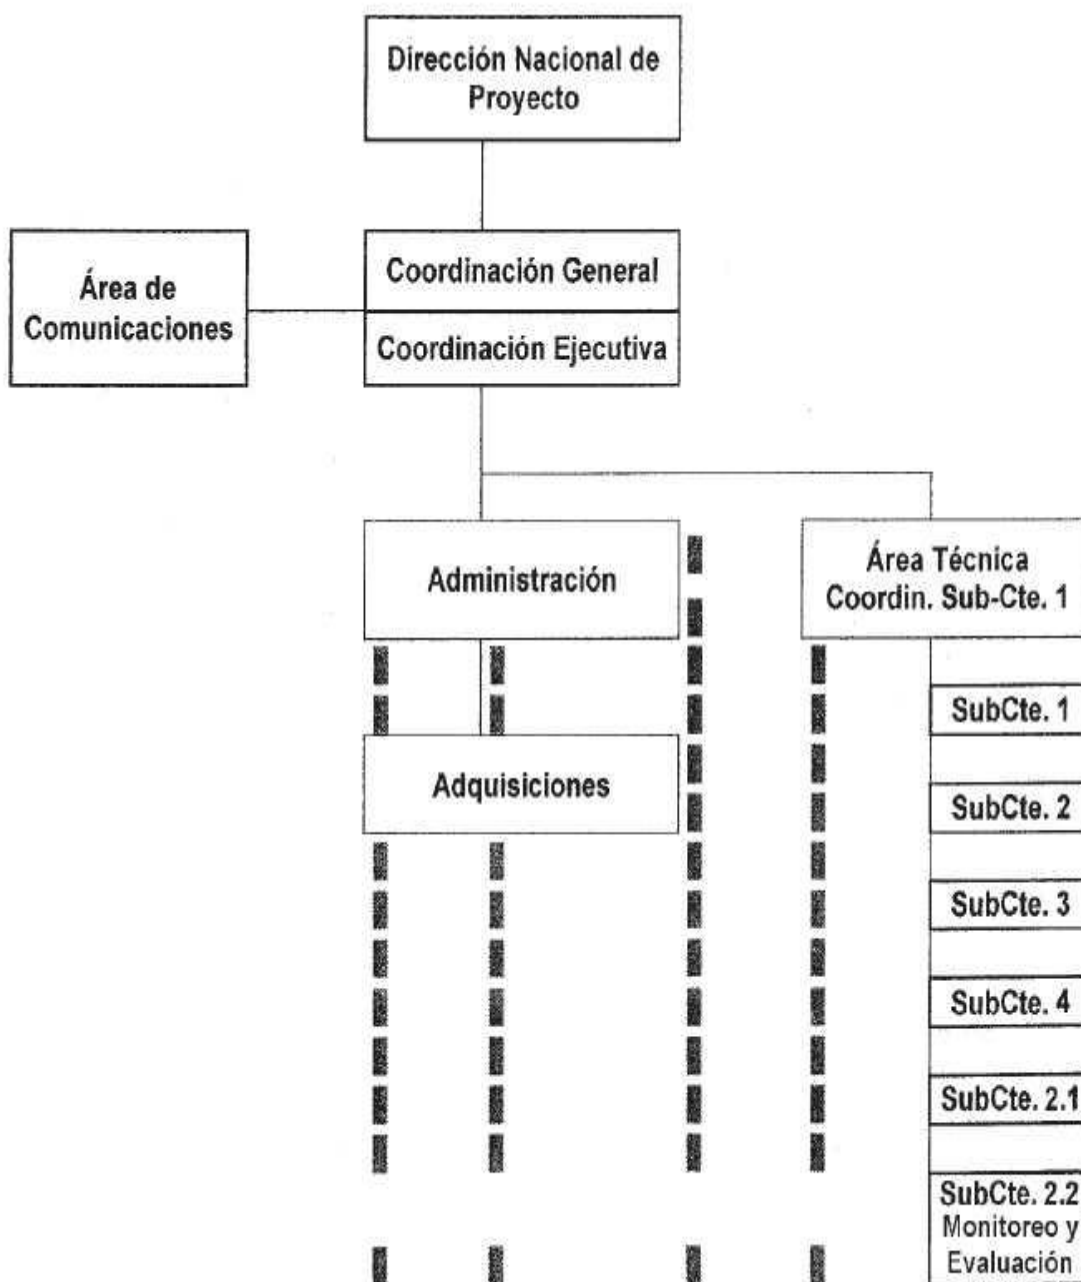 Dirección Nacional de
Proyecto
Área de
Comunicaciones
Coordinación General
Coordinación Ejecutiva
Administración
Área Técnica
Coordin. Sub-Cte. 1
Adquisiciones
SubCte. 1
SubCte. 2
SubCte. 3
SubCte. 4
SubCte. 2.1
SubCte. 2.2
Monitoreo y
Evaluación